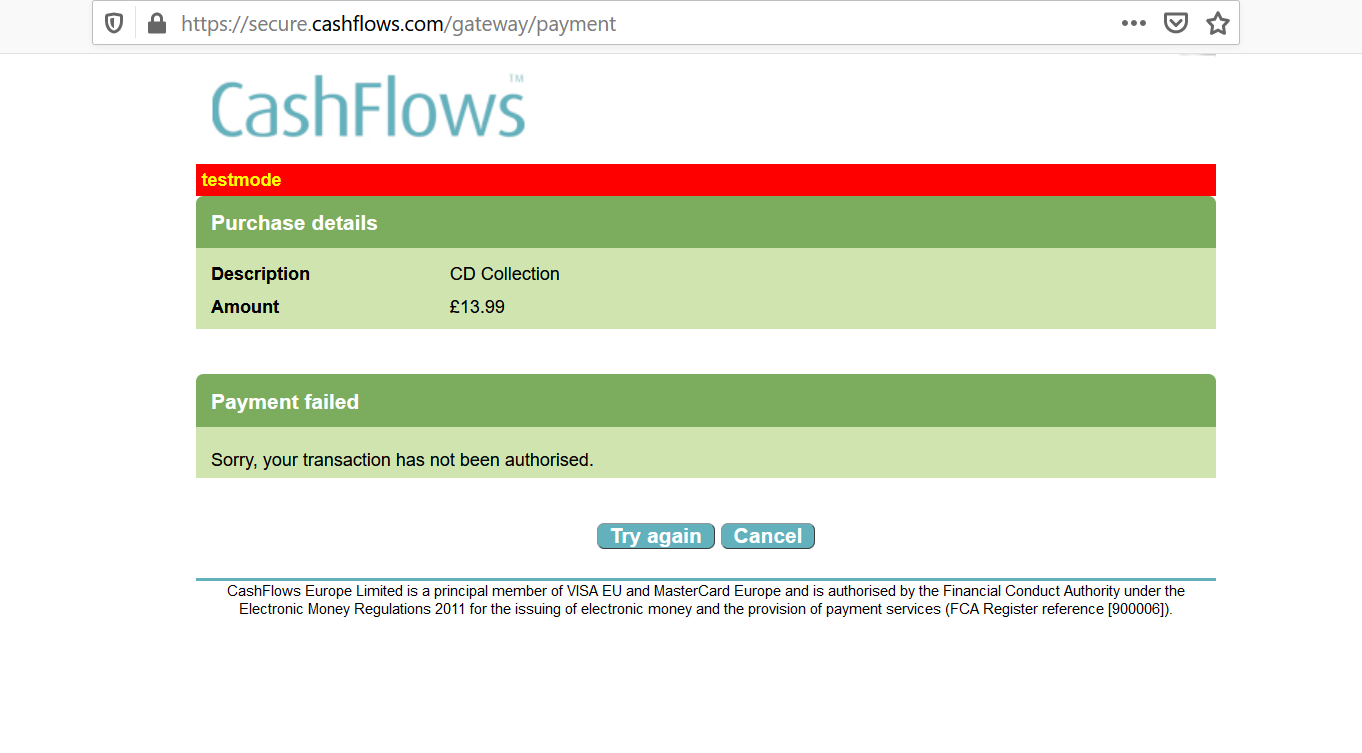 https://secure.cashflows.com/gateway/payment
CashFlows™
testmode
Purchase details
Description CD Collection
Amount £13.99
Payment failed
Sorry, your transaction has not been authorised.
Try again Cancel
CashFlows Europe Limited is a principal member of VISA EU and MasterCard Europe and is authorised by the Financial Conduct Authority under the
Electronic Money Regulations 2011 for the issuing of electronic money and the provision of payment services (FCA Register reference [900006]).